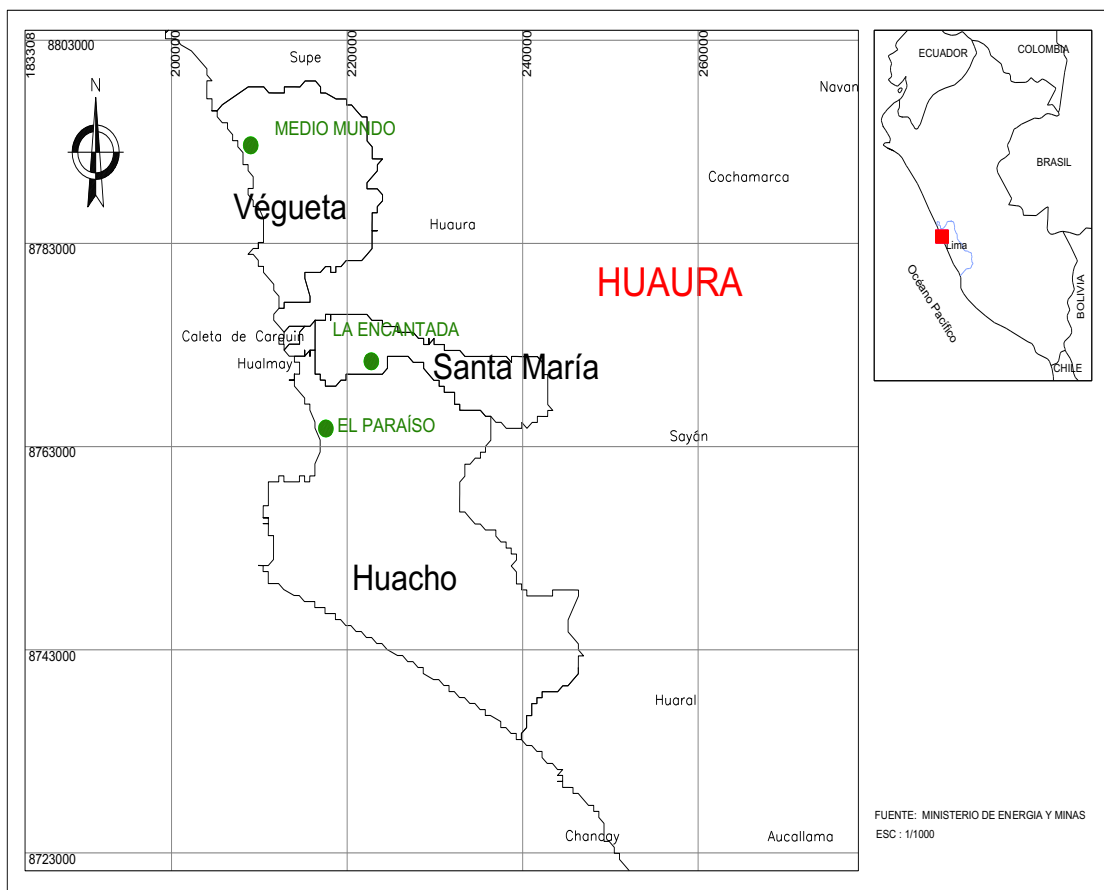 183308
8803000
200000
220000
240000
260000
Supe
Navan
N
MEDIO MUNDO
Cochamarca
Végueta
Huaura
8783000
HUAURA
LA ENCANTADA
Caleta de Carquin
Hualmay
Santa María
EL PARAÍSO
Sayán
8763000
Huacho
8743000
Huaral
Chancay
Aucallama
8723000
ECUADOR
COLOMBIA
BRASIL
Lima
Océano Pacífico
BOLIVIA
CHILE
FUENTE: MINISTERIO DE ENERGIA Y MINAS
ESC : 1/1000